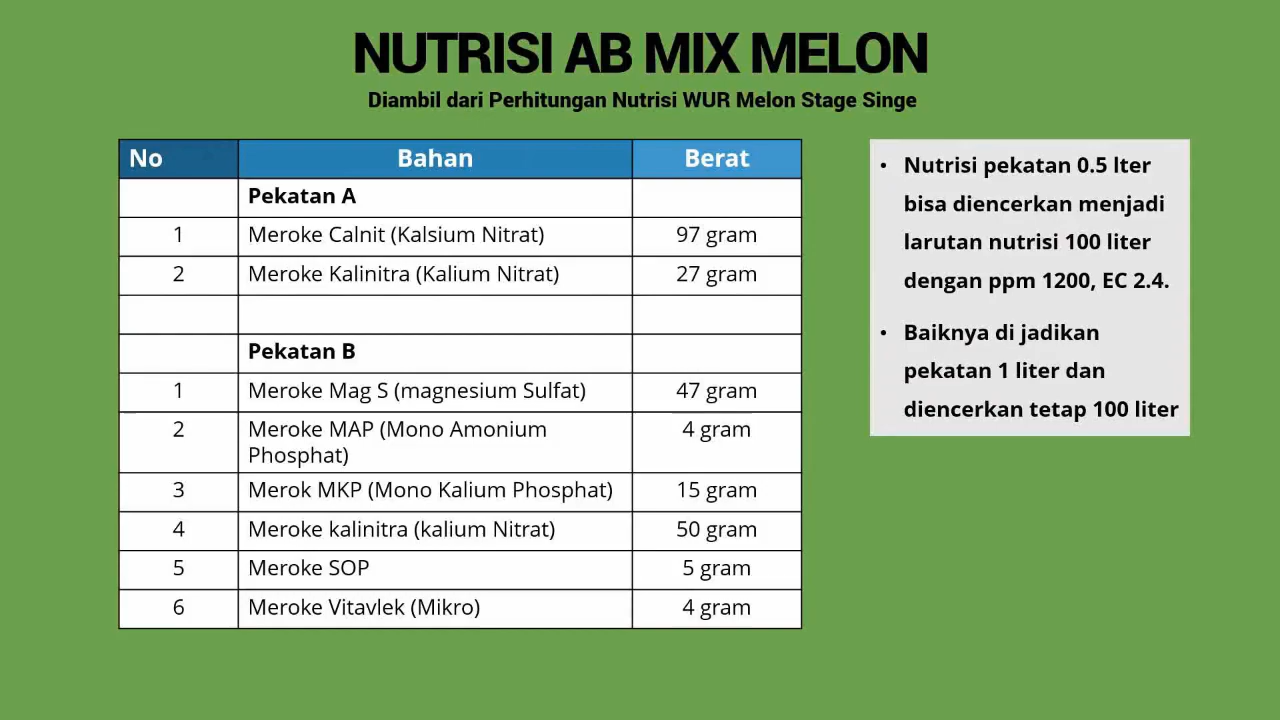 NUTRISI AB MIX MELON
Diambil dari Perhitungan Nutrisi WUR Melon Stage Singe
No Bahan Berat
Pekatan A
1 Meroke Calnit (Kalsium Nitrat) 97 gram
2 Meroke Kalinitra (Kalium Nitrat) 27 gram
Pekatan B
1 Meroke Mag S (magnesium Sulfat) 47 gram
2 Meroke MAP (Mono Amonium 4 gram
Phosphat)
3 Merok MKP (Mono Kalium Phosphat) 15 gram
4 Meroke kalinitra (kalium Nitrat) 50 gram
5 Meroke SOP 5 gram
6 Meroke Vitavlek (Mikro) 4 gram
• Nutrisi pekatan 0.5 lter
bisa diencerkan menjadi
larutan nutrisi 100 liter
dengan ppm 1200, EC 2.4.
• Baiknya di jadikan
pekatan 1 liter dan
diencerkan tetap 100 liter